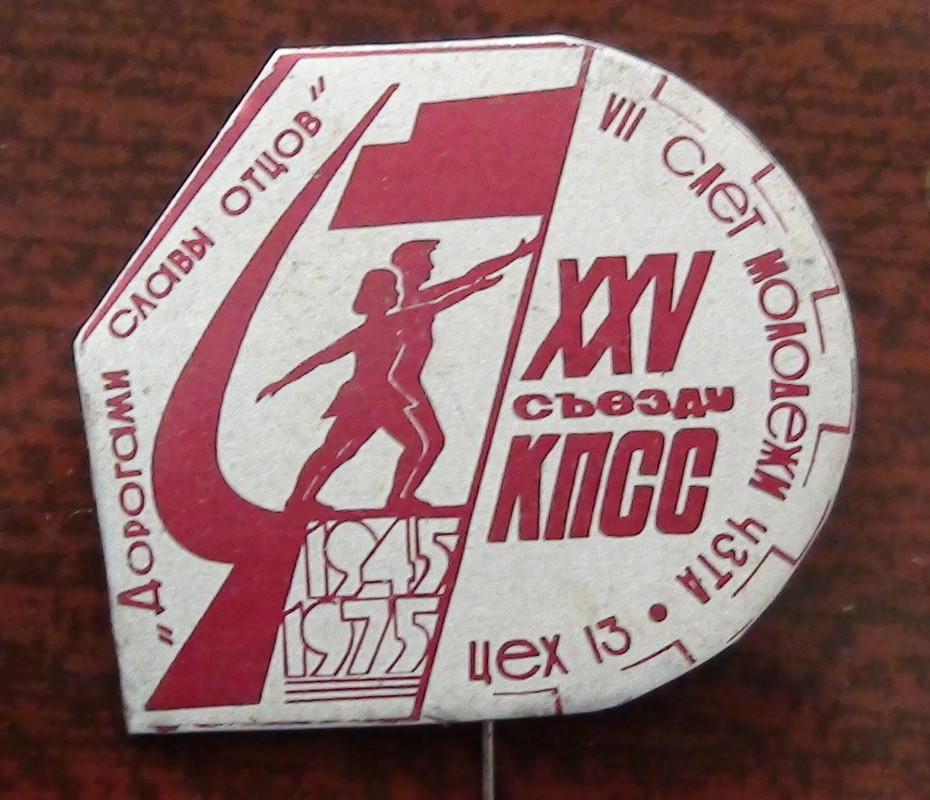 "Дорогами славы отцов"
VII слет молодежи ЧЗТА • цех 13
XXV
съезду
КПСС
1945
1975